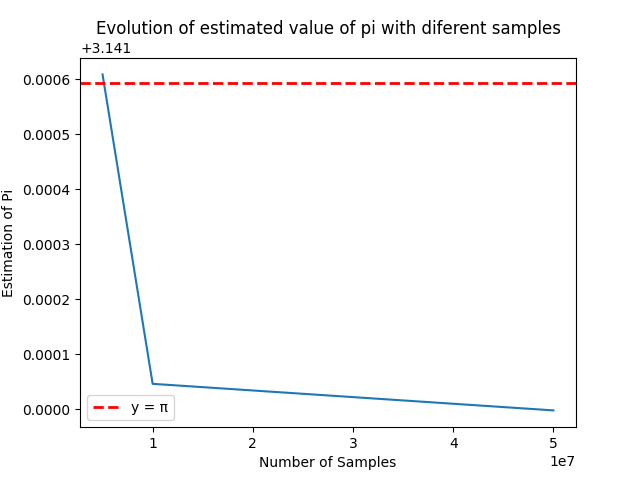 Evolution of estimated value of pi with diferent samples
+3.141
0.0006
0.0005
0.0004
0.0003
0.0002
0.0001
0.0000
Estimation of Pi
y = π
1 2 3 4 5
1e7
Number of Samples